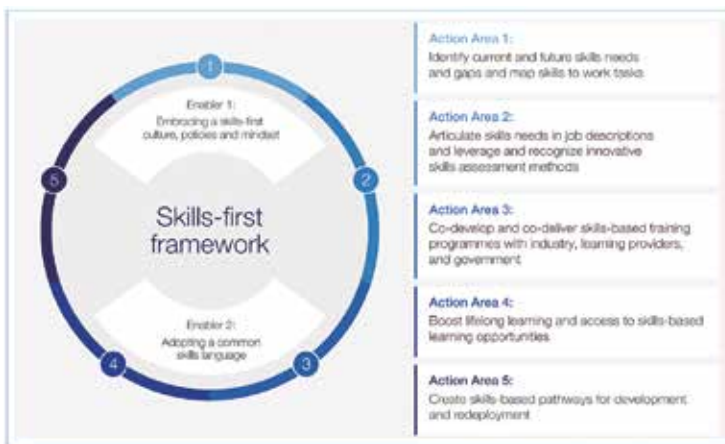 1
Enabler 1:
Embracing a skills-first
culture, policies and mindset
5
2
Skills-first
framework
Enabler 2:
Adopting a common
skills language
4
3
Action Area 1:
Identify current and future skills needs
and gaps and map skills to work tasks
Action Area 2:
Articulate skills needs in job descriptions
and leverage and recognize innovative
skills assessment methods
Action Area 3:
Co-develop and co-deliver skills-based training
programmes with industry, learning providers,
and government
Action Area 4:
Boost lifelong learning and access to skills-based
learning opportunities
Action Area 5:
Create skills-based pathways for development
and redeployment